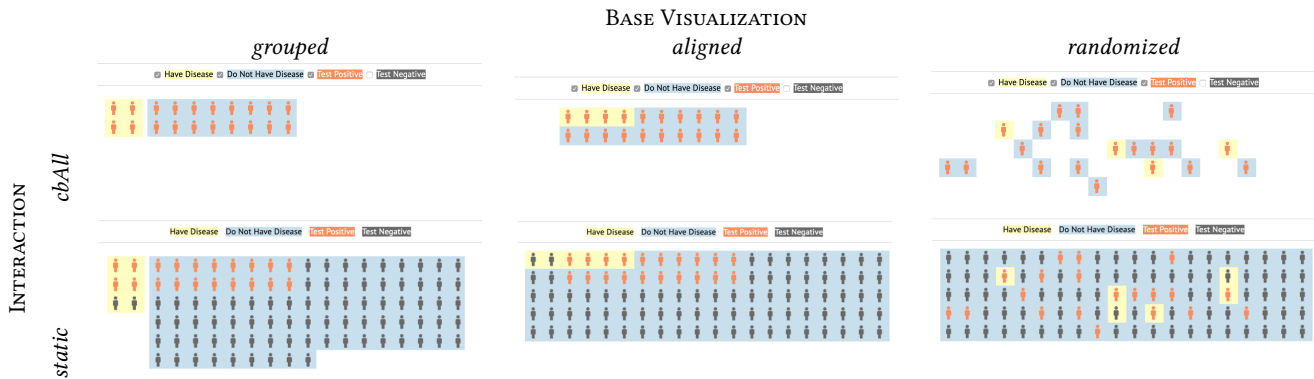 BASE VISUALIZATION
grouped aligned randomized
Have Disease Do Not Have Disease Test Positive Test Negative
Have Disease Do Not Have Disease Test Positive Test Negative
Have Disease Do Not Have Disease Test Positive Test Negative
INTERACTION
cbAll
Have Disease Do Not Have Disease Test Positive Test Negative
Have Disease Do Not Have Disease Test Positive Test Negative
Have Disease Do Not Have Disease Test Positive Test Negative
static